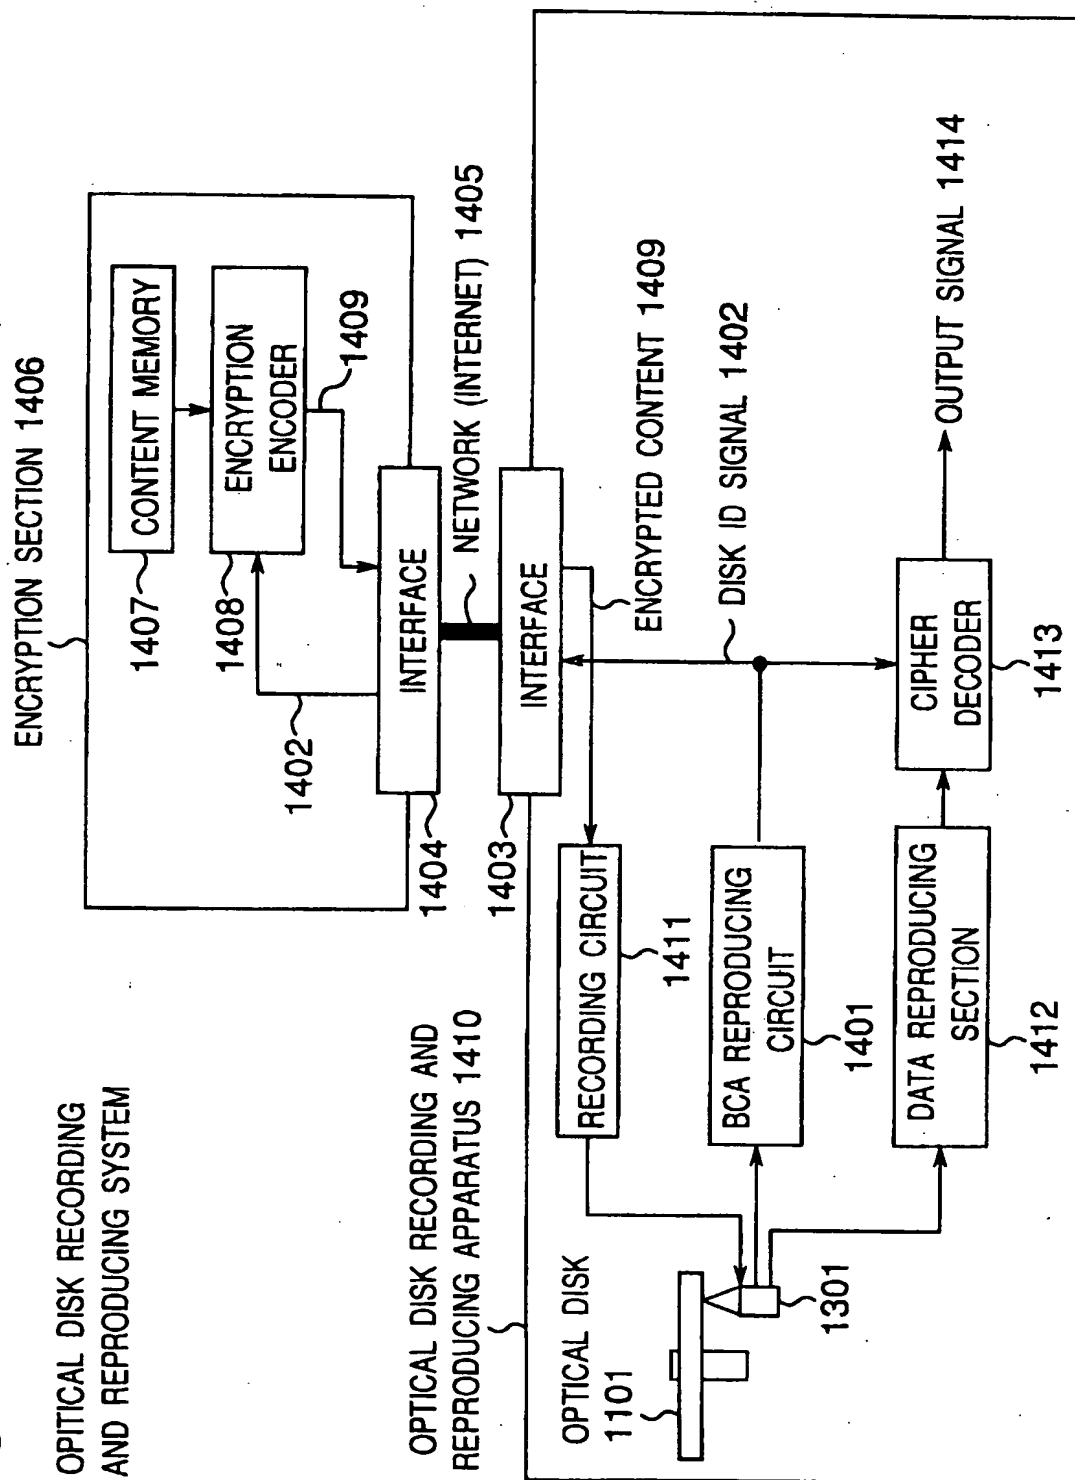 OPITICAL DISK RECORDING
AND REPRODUCING SYSTEM
ENCRYPTION SECTION 1406
CONTENT MEMORY
1407
ENCRYPTION
ENCODER
1408
1409
1402
INTERFACE
1404
NETWORK (INTERNET) 1405
OPTICAL DISK RECORDING AND
REPRODUCING APPARATUS 1410
INTERFACE
1403
ENCRYPTED CONTENT 1409
RECORDING CIRCUIT
1411
DISK ID SIGNAL 1402
OPTICAL DISK
1101
1301
BCA REPRODUCING
CIRCUIT
1401
DATA REPRODUCING
SECTION
1412
CIPHER
DECODER
1413
OUTPUT SIGNAL 1414